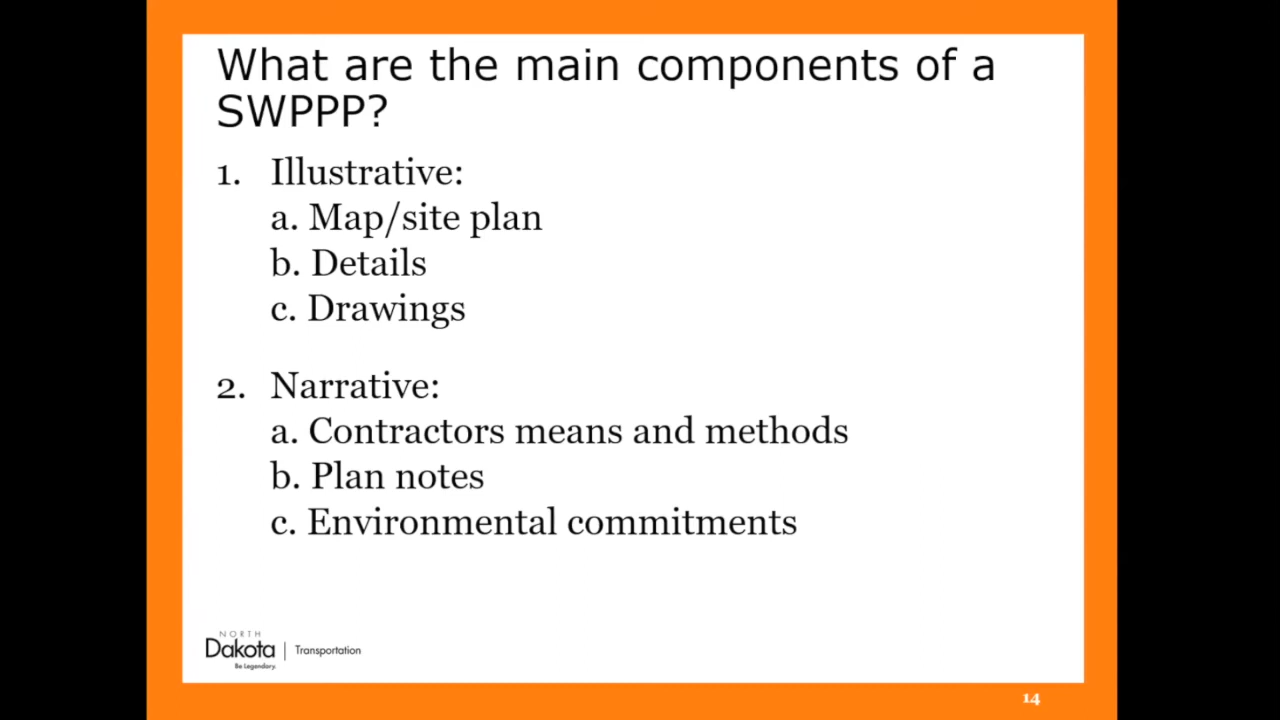 What are the main components of a
SWPPP?
1. Illustrative:
a. Map/site plan
b. Details
c. Drawings
2. Narrative:
a. Contractors means and methods
b. Plan notes
c. Environmental commitments
NORTH
Dakota | Transportation
Be Legendary.
14